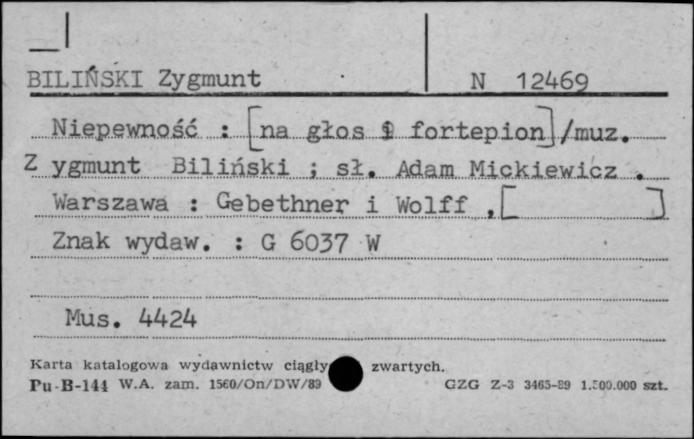 BILIŃSKI Zygmunt N 12469
Niepewność : [na głos i fortepion] /muz.
Zygmunt Biliński ; sł. Adam Mickiewicz .
Warszawa : Gebethner i Wolff , [ ]
Znak wydaw. : G 6037 W
Mus. 4424
Karta katalogowa wydawnictw ciągły zwartych.
Pu-B-144 W.A. zam. 1560/On/DW/89 GZG Z-3 3465-89 1.500.000 szt.